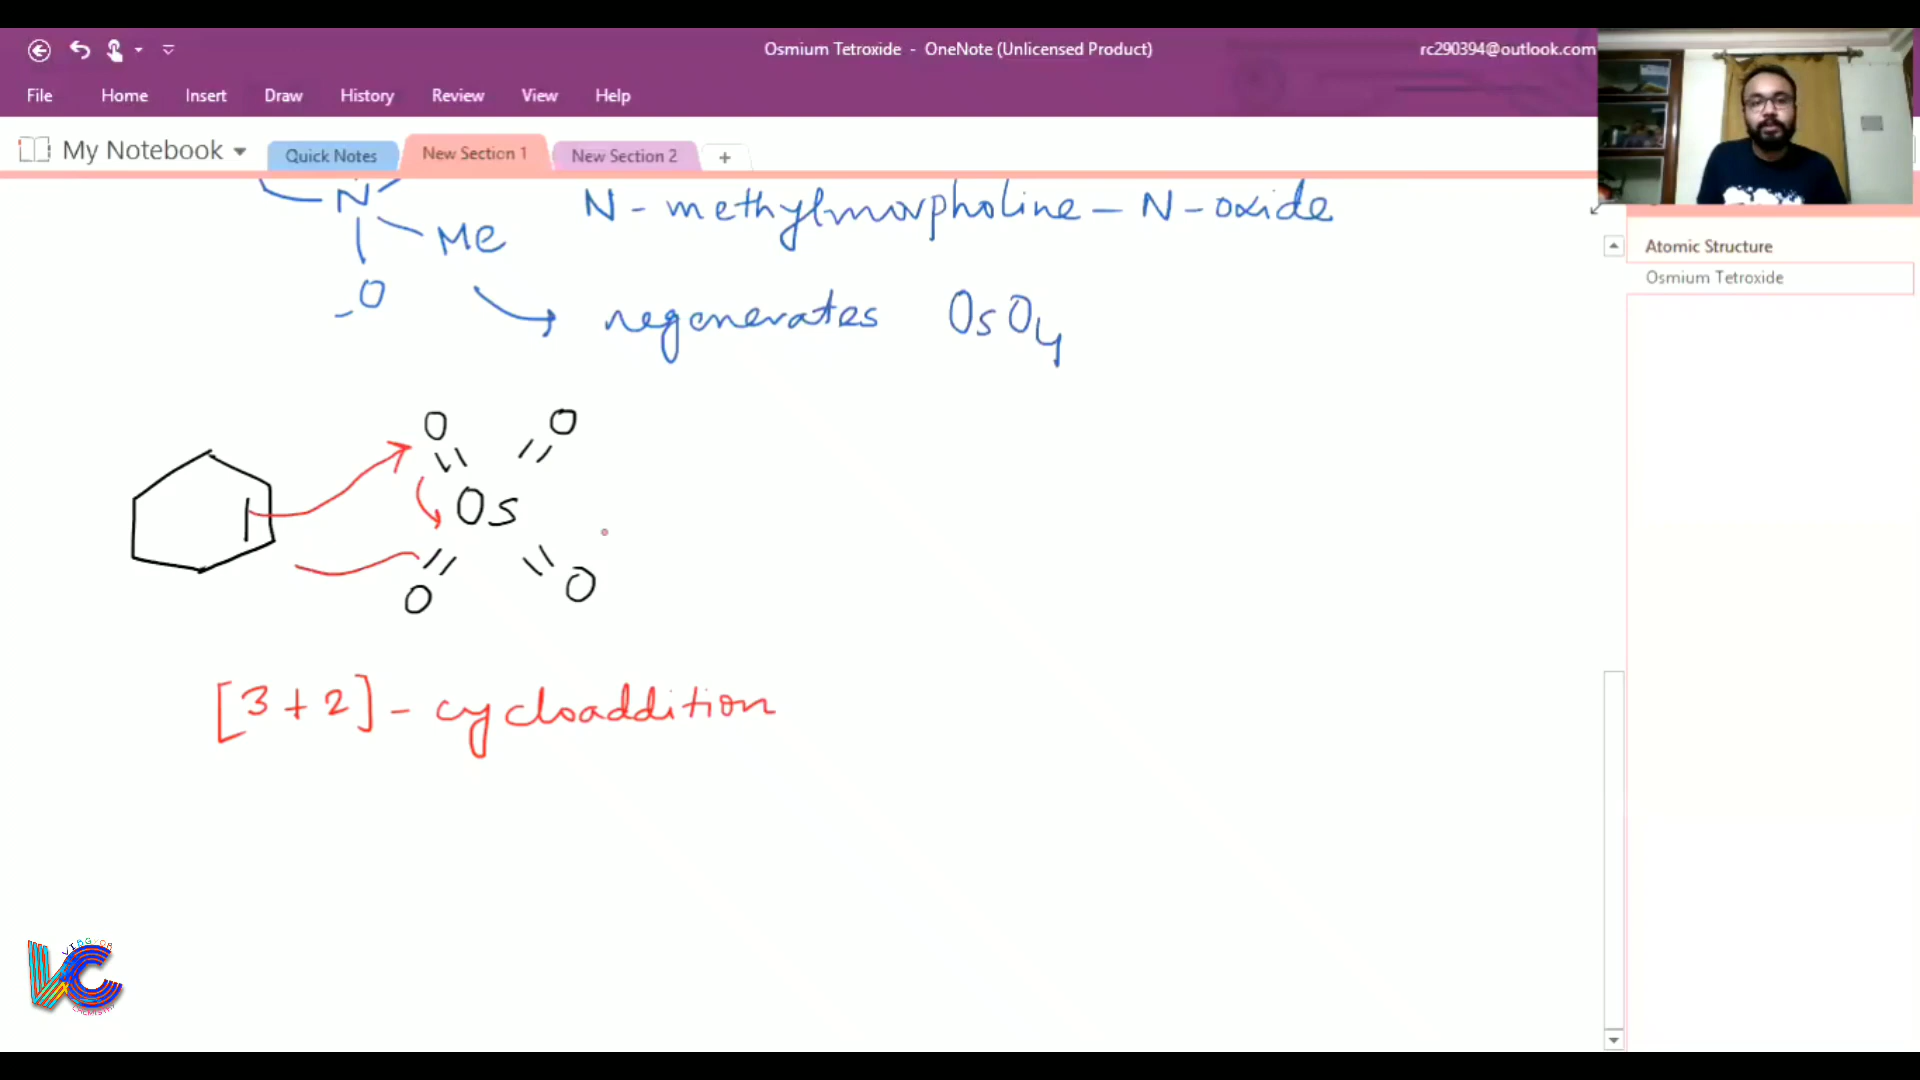 Osmium Tetroxide - OneNote (Unlicensed Product)
rc290394@outlook.com
File Home Insert Draw History Review View Help
My Notebook
Quick Notes
New Section 1
New Section 2
+
Atomic Structure
Osmium Tetroxide
N
Me
-O
N-methylmorpholine-N-oxide
regenerates OsO4
O O
Os
O O
[3+2]-cycloaddition
VC